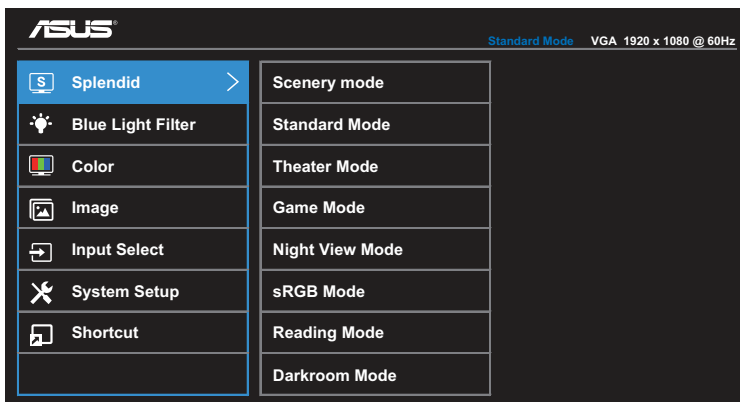 ASUS®
Standard Mode VGA 1920 x 1080 @ 60Hz
S Splendid
Blue Light Filter
Color
Image
Input Select
System Setup
Shortcut
Scenery mode
Standard Mode
Theater Mode
Game Mode
Night View Mode
sRGB Mode
Reading Mode
Darkroom Mode